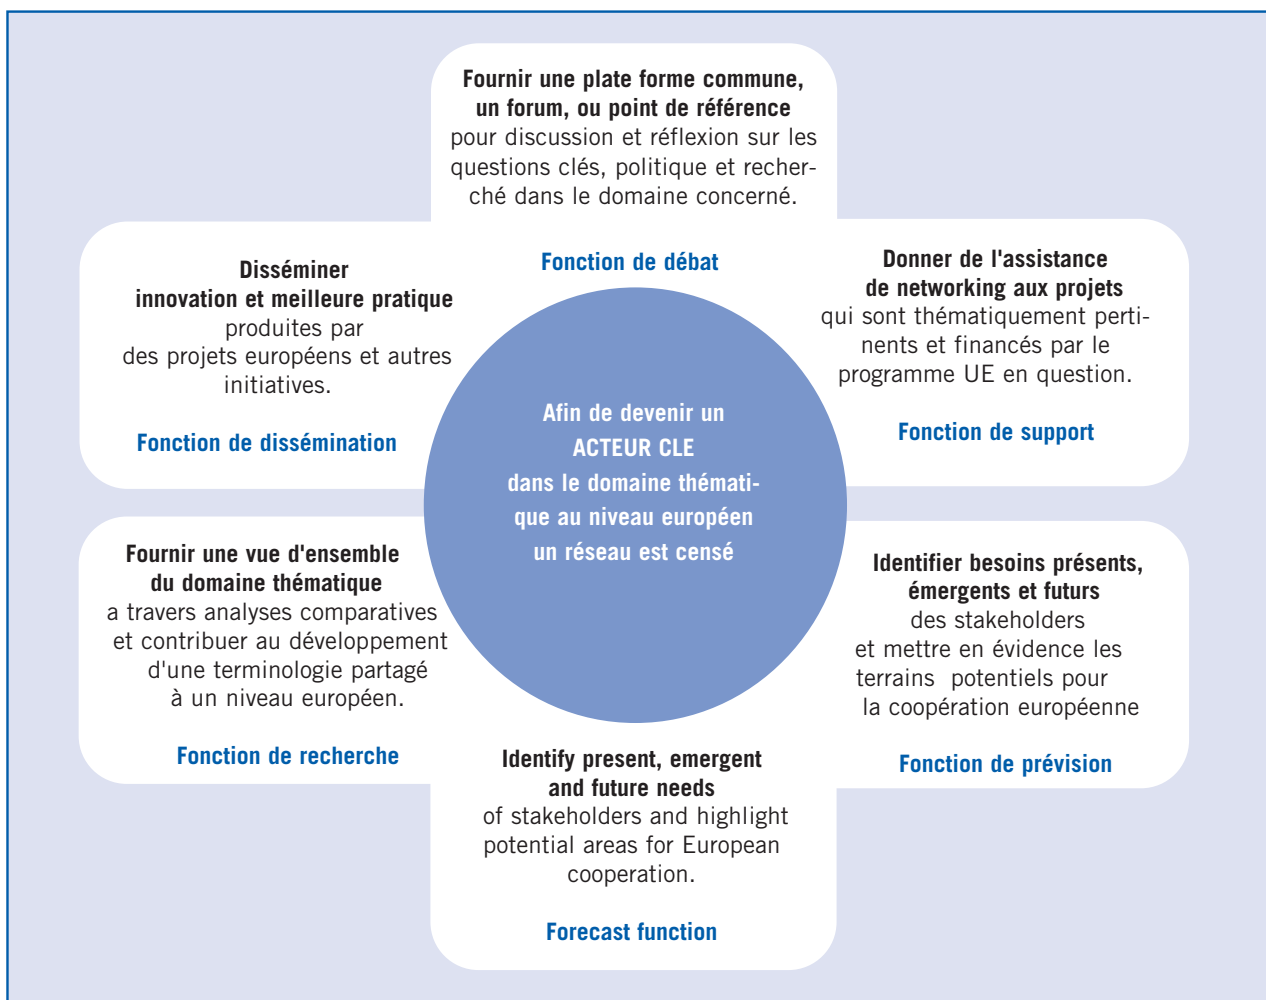 Fournir une plate forme commune,
un forum, ou point de référence
pour discussion et réflexion sur les
questions clés, politique et recher-
ché dans le domaine concerné.
Fonction de débat
Disséminer
innovation et meilleure pratique
produites par
des projets européens et autres
initiatives.
Fonction de dissémination
Donner de l'assistance
de networking aux projets
qui sont thématiquement perti-
nents et financés par le
programme UE en question.
Fonction de support
Afin de devenir un
ACTEUR CLE
dans le domaine thémati-
que au niveau européen
un réseau est censé
Fournir une vue d'ensemble
du domaine thématique
a travers analyses comparatives
et contribuer au développement
d'une terminologie partagé
à un niveau européen.
Fonction de recherche
Identifier besoins présents,
émergents et futurs
des stakeholders
et mettre en évidence les
terrains potentiels pour
la coopération européenne
Fonction de prévision
Identify present, emergent
and future needs
of stakeholders and highlight
potential areas for European
cooperation.
Forecast function